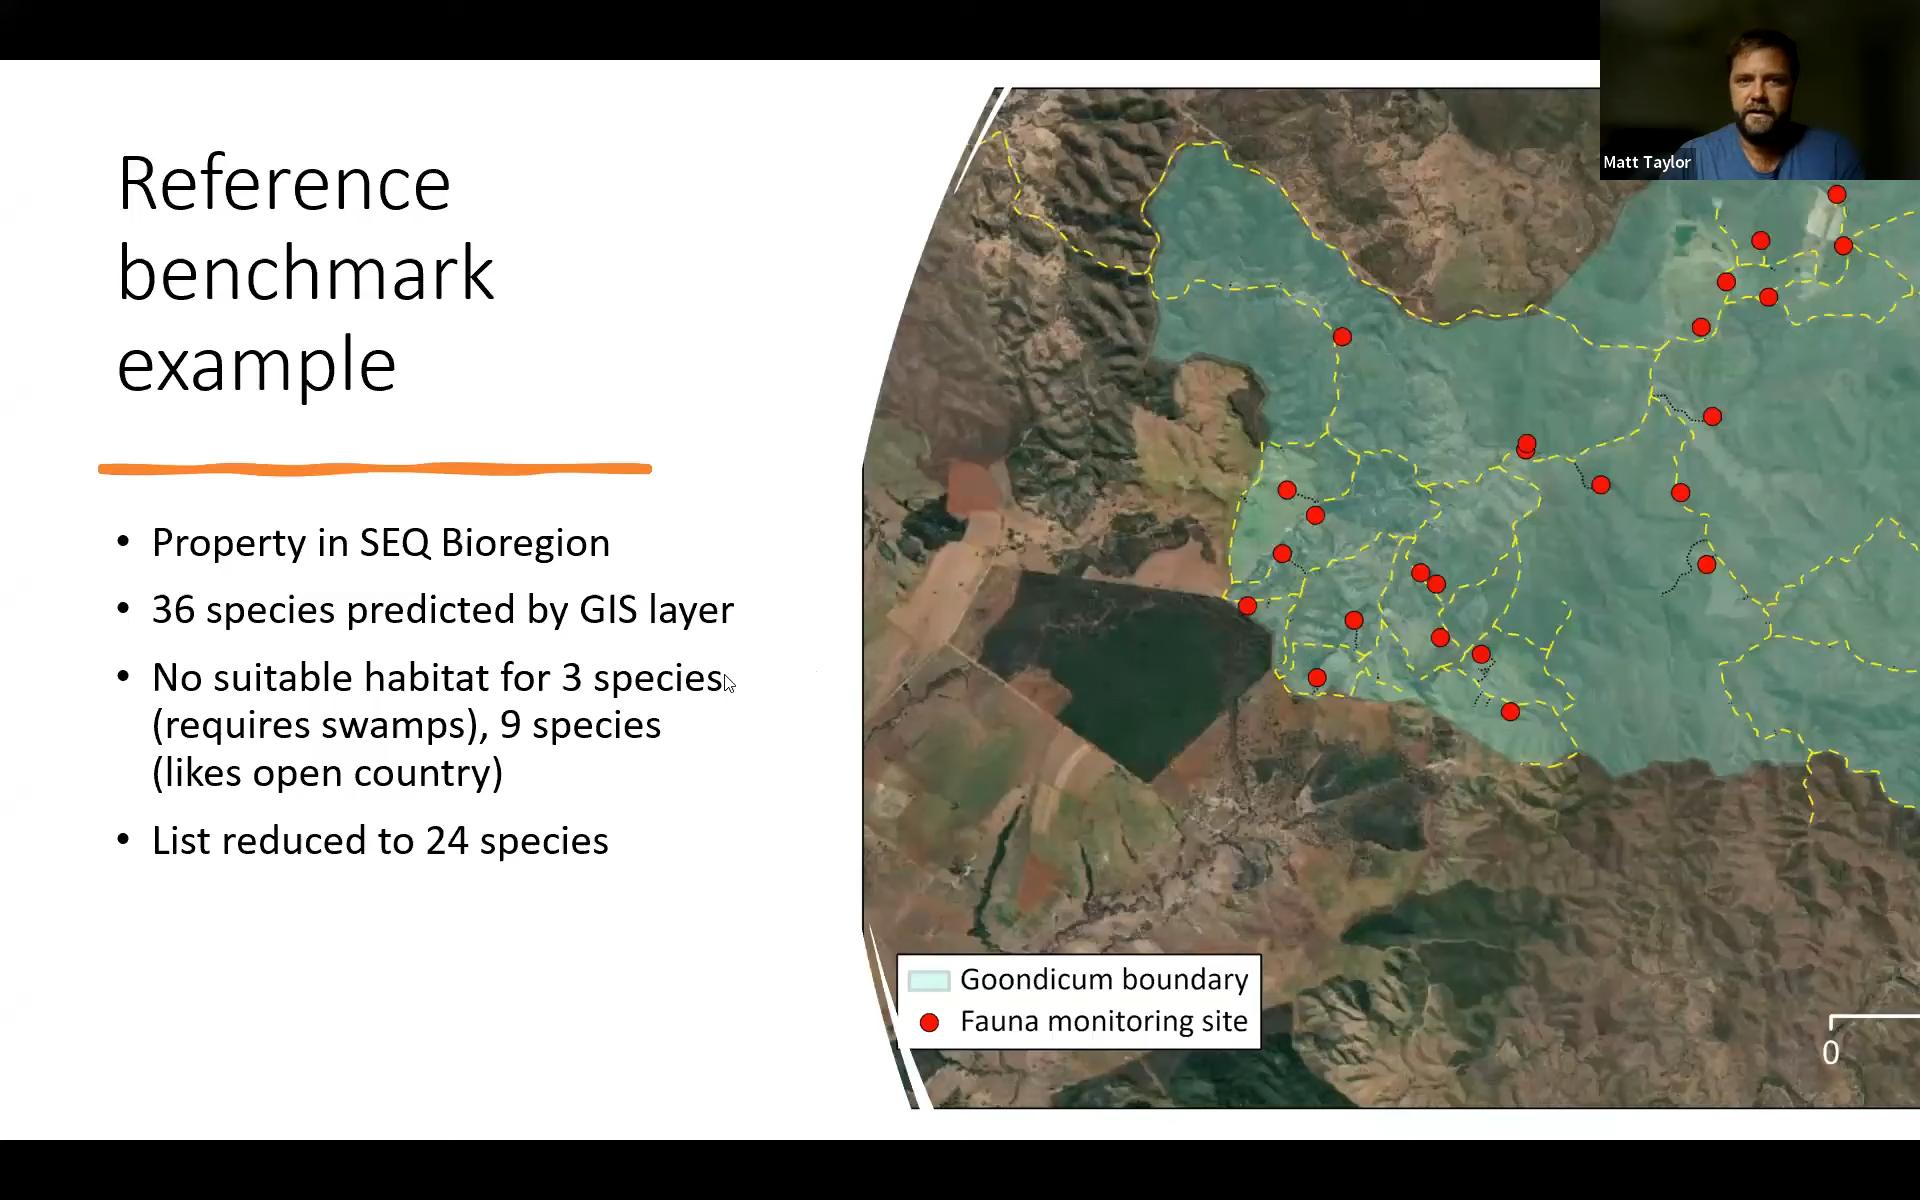 Matt Taylor
Reference
benchmark
example
• Property in SEQ Bioregion
• 36 species predicted by GIS layer
• No suitable habitat for 3 species
(requires swamps), 9 species
(likes open country)
• List reduced to 24 species
Goondicum boundary
Fauna monitoring site
0